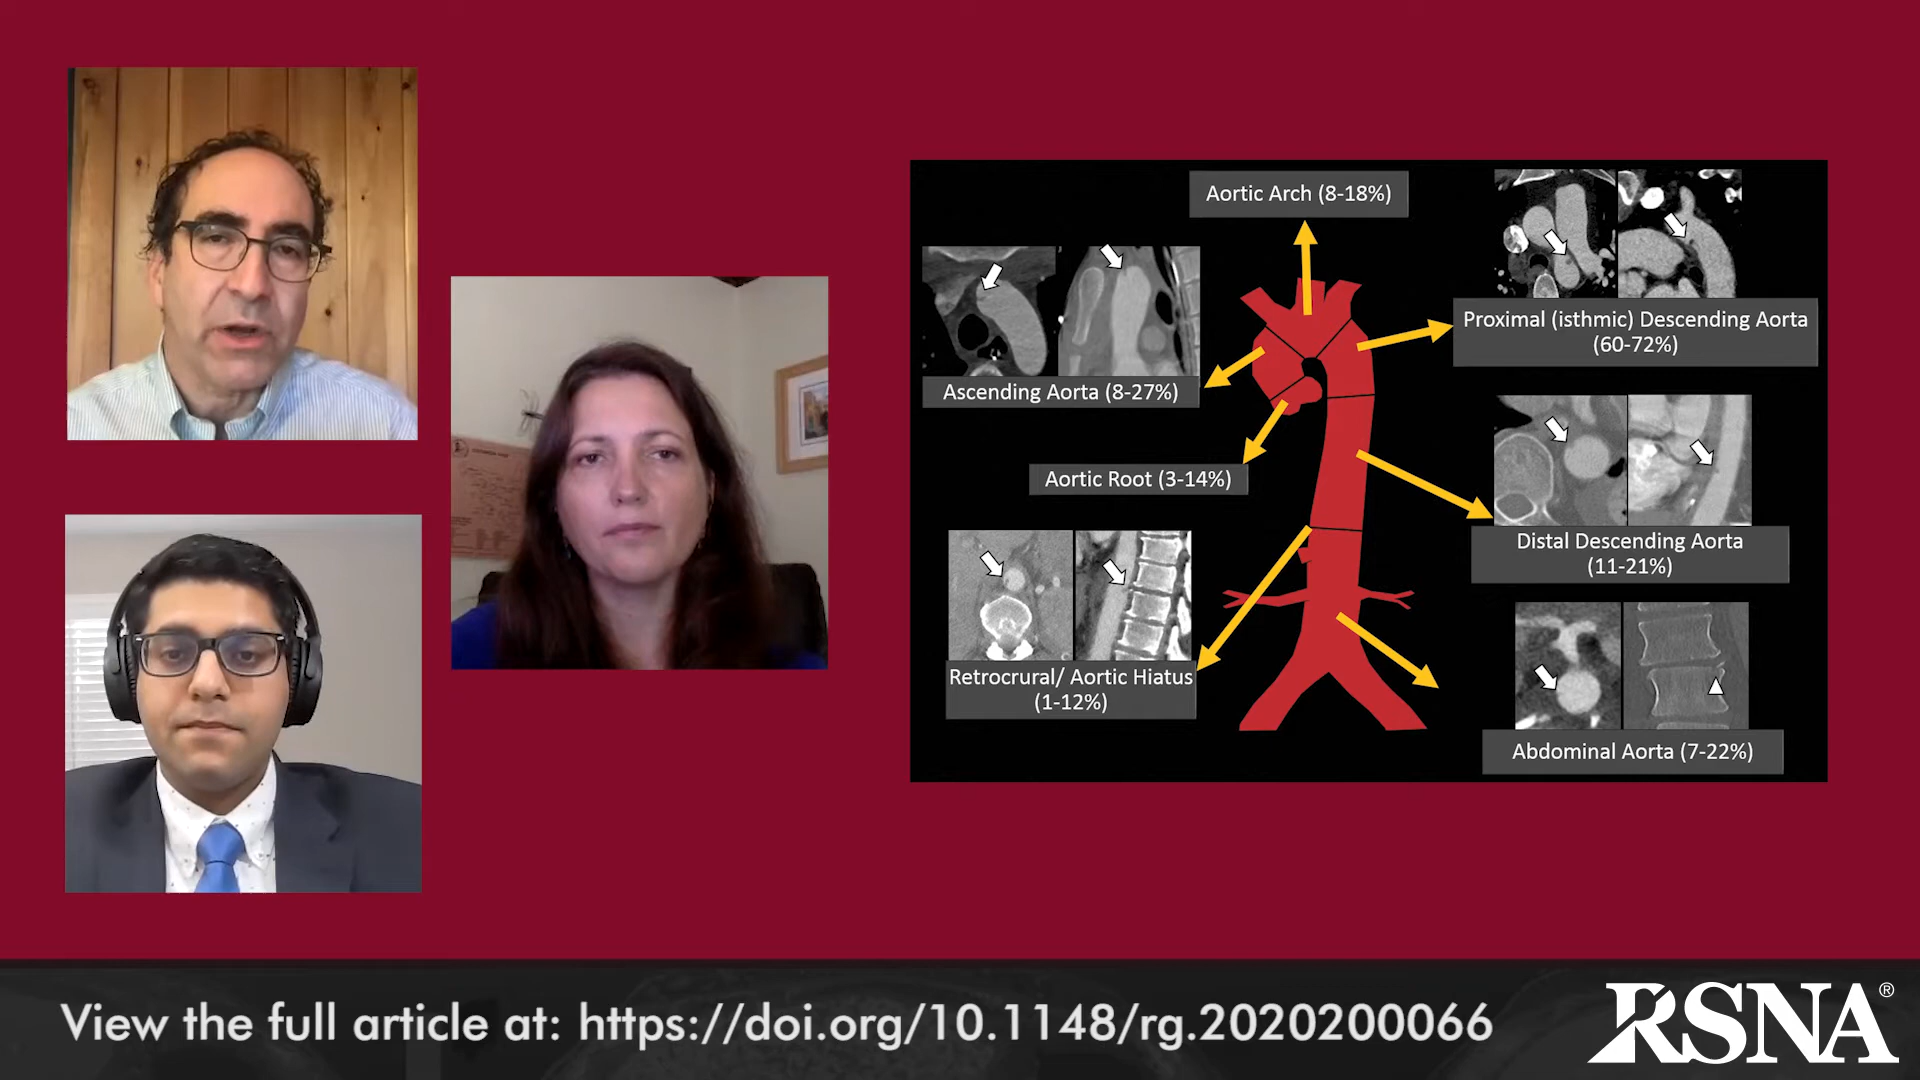 Aortic Arch (8-18%)
Proximal (isthmic) Descending Aorta
(60-72%)
Ascending Aorta (8-27%)
Aortic Root (3-14%)
Distal Descending Aorta
(11-21%)
Retrocrural/ Aortic Hiatus
(1-12%)
Abdominal Aorta (7-22%)
View the full article at: https://doi.org/10.1148/rg.2020200066
RSNA®